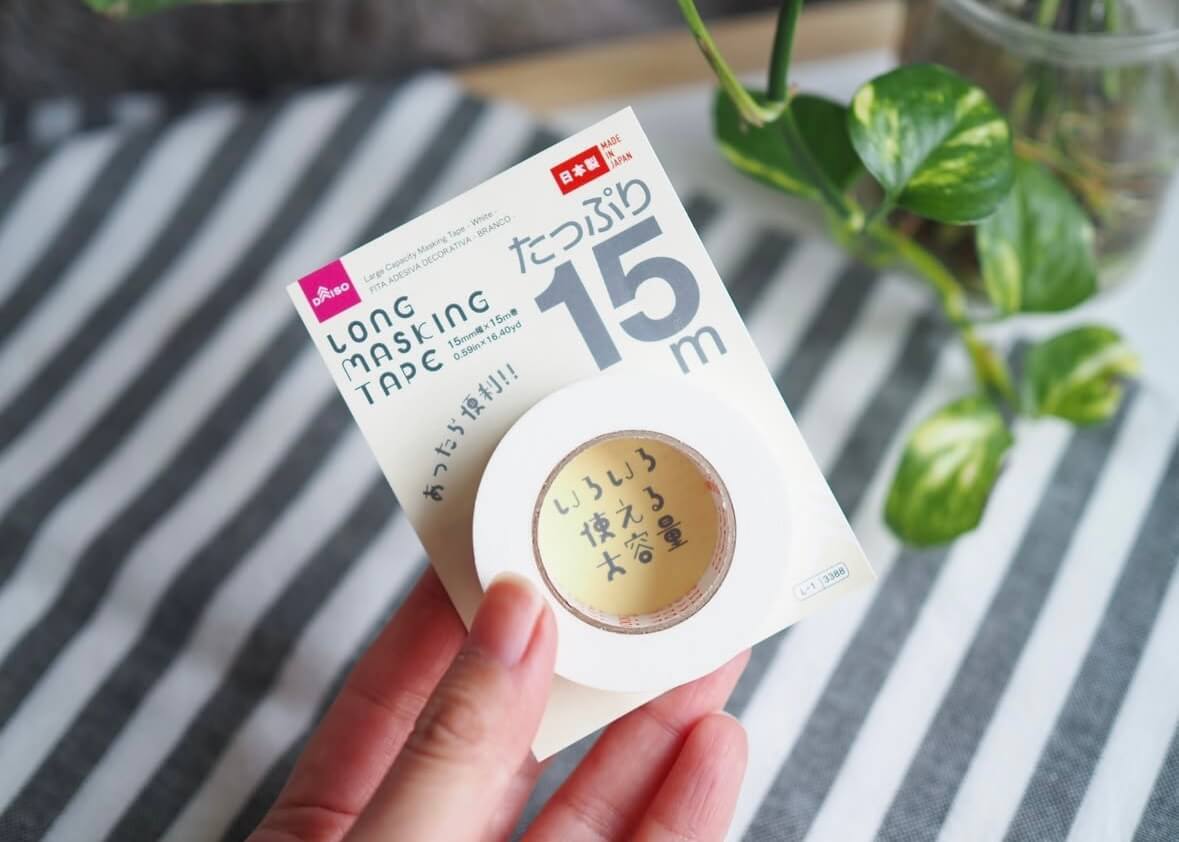 日本製
MADE
IN
JAPAN
Large Capacity Masking Tape - White -
FITA ADESIVA DECORATIVA - BRANCO -
DAISO
LONG
MASKING
TAPE
15mm幅×15m巻
0.59in×16.40yd
たっぷり
15
m
あったら便利!!
いろいろ
使える
大容量
L-1 3388